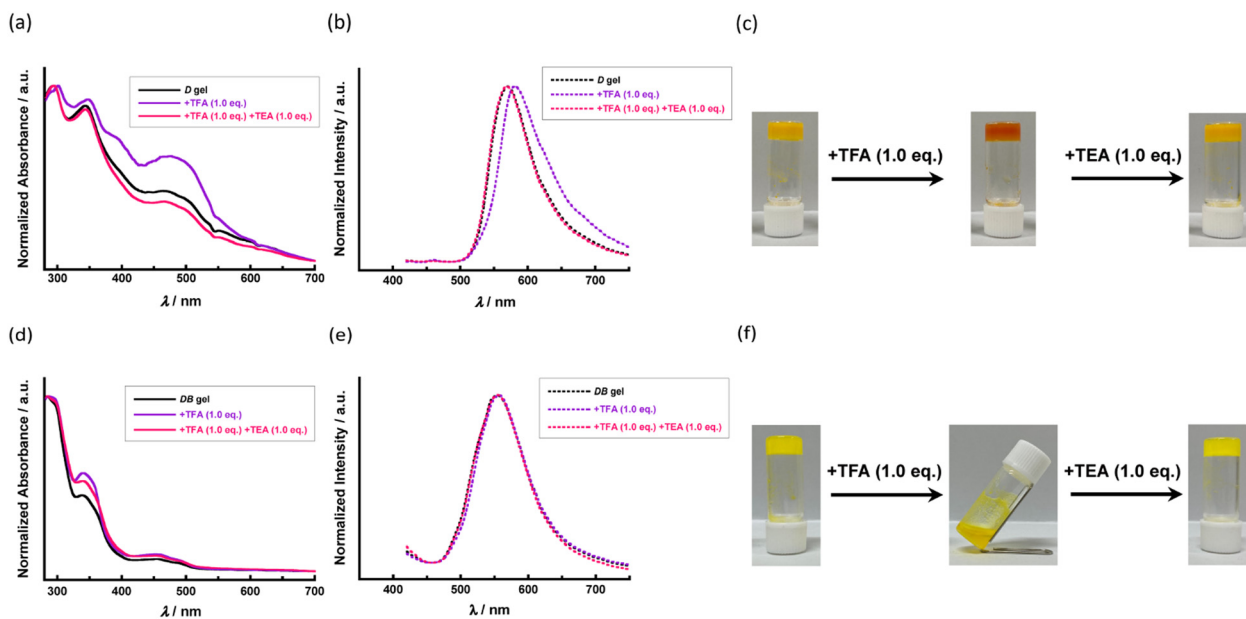 (a)
Normalized Absorbance / a.u.
D gel
+TFA (1.0 eq.)
+TFA (1.0 eq.) +TEA (1.0 eq.)
300 400 500 600 700
λ / nm
(b)
Normalized Intensity / a.u.
D gel
+TFA (1.0 eq.)
+TFA (1.0 eq.) +TEA (1.0 eq.)
400 500 600 700
λ / nm
(c)
+TFA (1.0 eq.)
+TEA (1.0 eq.)
(d)
Normalized Absorbance / a.u.
DB gel
+TFA (1.0 eq.)
+TFA (1.0 eq.) +TEA (1.0 eq.)
300 400 500 600 700
λ / nm
(e)
Normalized Intensity / a.u.
DB gel
+TFA (1.0 eq.)
+TFA (1.0 eq.) +TEA (1.0 eq.)
400 500 600 700
λ / nm
(f)
+TFA (1.0 eq.)
+TEA (1.0 eq.)